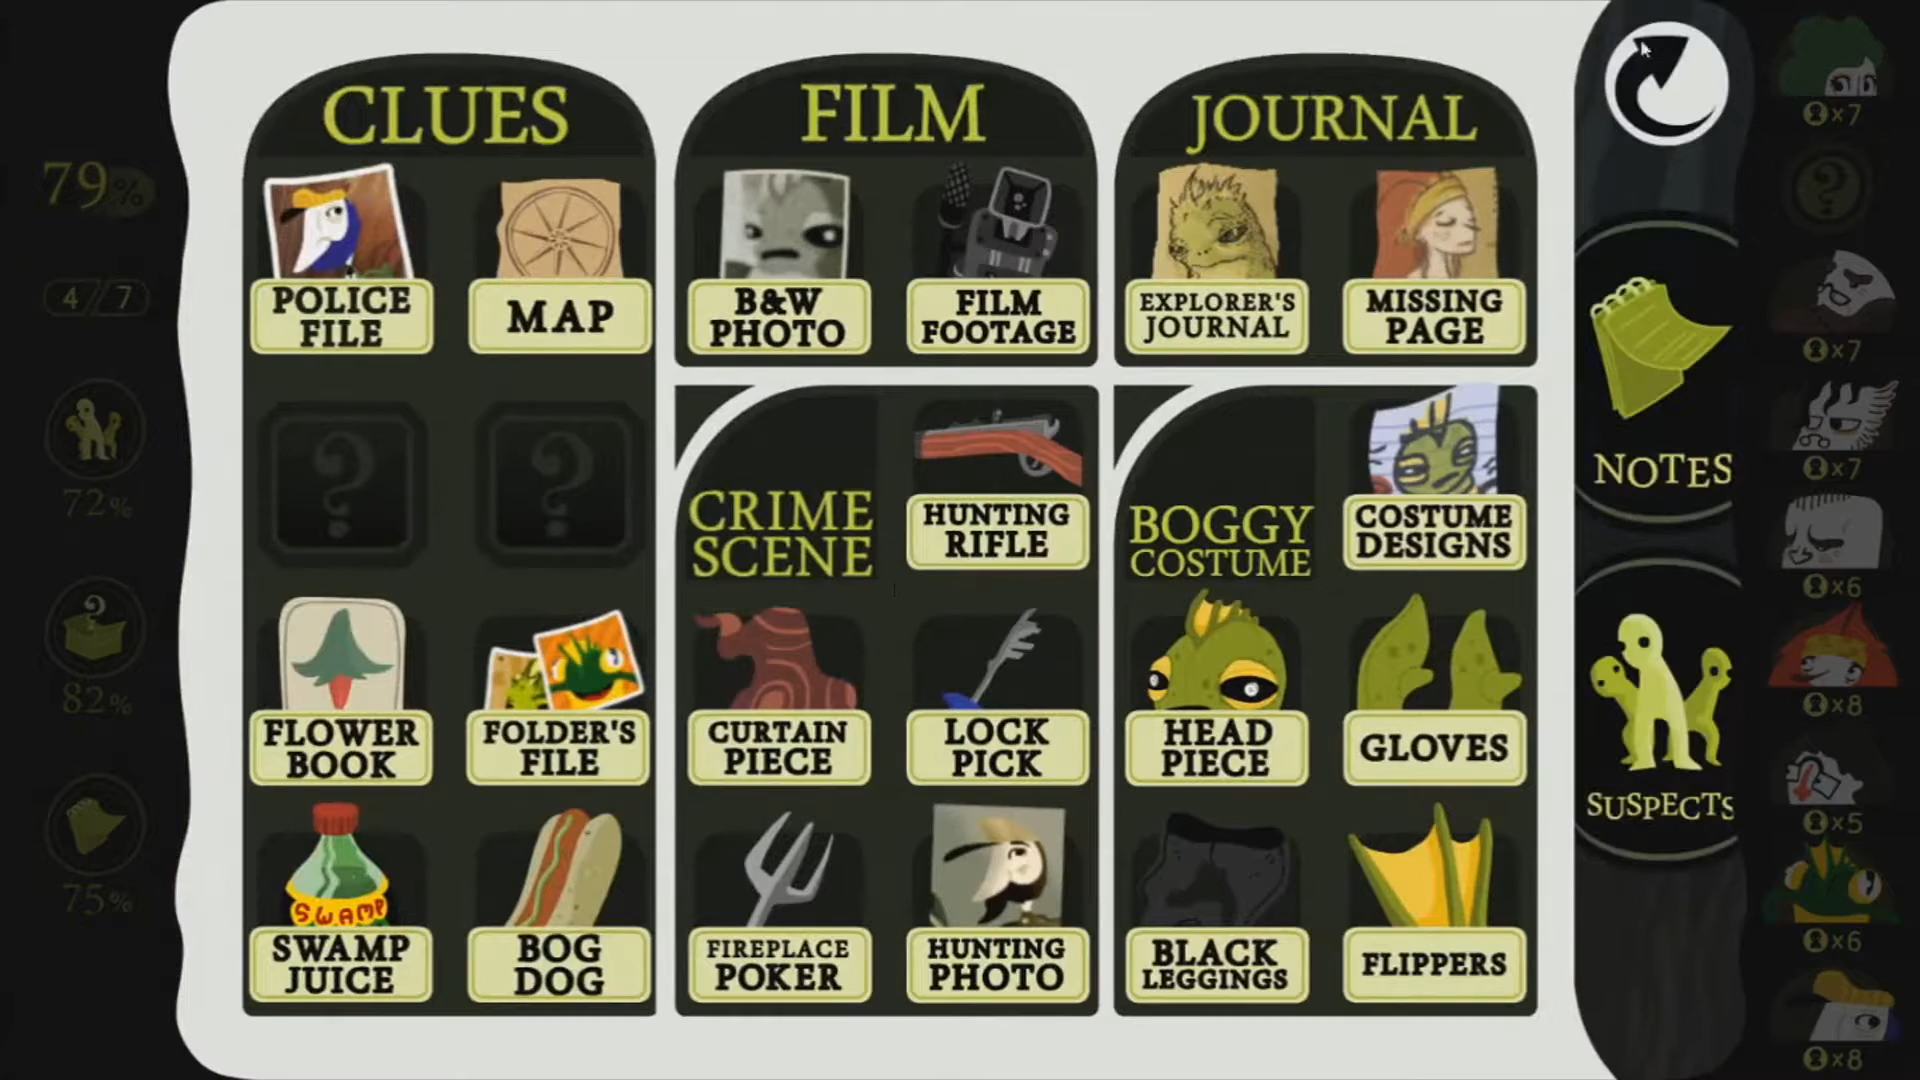 79%
4/7
72%
82%
75%
CLUES
POLICE
FILE
MAP
?
?
FLOWER
BOOK
FOLDER'S
FILE
SWAMP
SWAMP
JUICE
BOG
DOG
FILM
B&W
PHOTO
FILM
FOOTAGE
CRIME
SCENE
HUNTING
RIFLE
CURTAIN
PIECE
LOCK
PICK
FIREPLACE
POKER
HUNTING
PHOTO
JOURNAL
EXPLORER'S
JOURNAL
MISSING
PAGE
BOGGY
COSTUME
COSTUME
DESIGNS
HEAD
PIECE
GLOVES
BLACK
LEGGINGS
FLIPPERS
NOTES
SUSPECTS
x7
?
x7
x7
x6
x8
x5
x6
x8